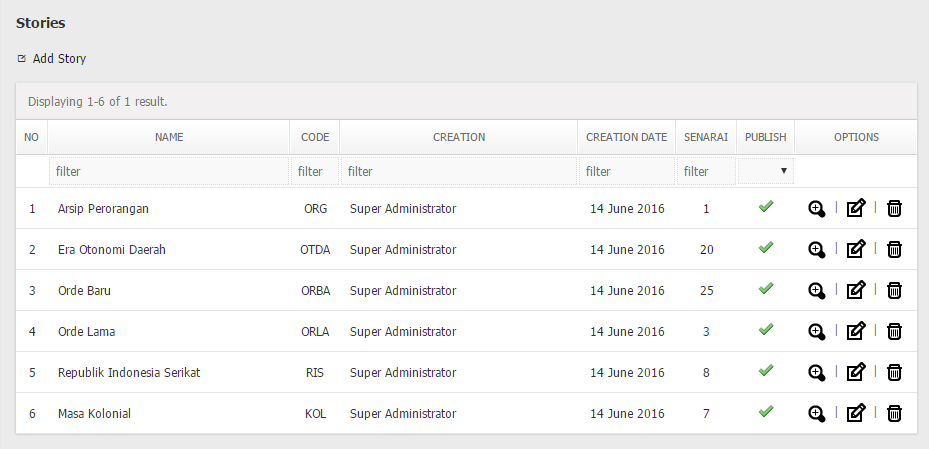 Stories
Add Story
Displaying 1-6 of 1 result.
NO NAME CODE CREATION CREATION DATE SENARAI PUBLISH OPTIONS
filter filter filter filter filter
1 Arsip Perorangan ORG Super Administrator 14 June 2016 1 | |
2 Era Otonomi Daerah OTDA Super Administrator 14 June 2016 20 | |
3 Orde Baru ORBA Super Administrator 14 June 2016 25 | |
4 Orde Lama ORLA Super Administrator 14 June 2016 3 | |
5 Republik Indonesia Serikat RIS Super Administrator 14 June 2016 8 | |
6 Masa Kolonial KOL Super Administrator 14 June 2016 7 | |